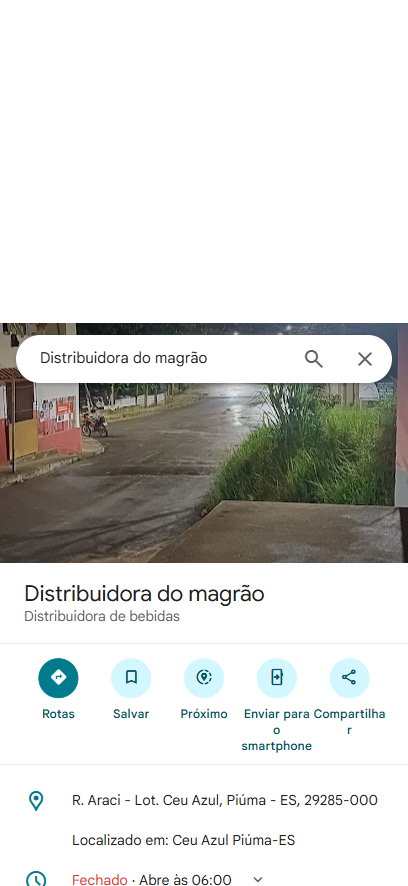 Distribuidora do magrão
Distribuidora do magrão
Distribuidora de bebidas
Rotas
Salvar
Próximo
Enviar para
o
smartphone
Compartilha
r
R. Araci - Lot. Ceu Azul, Piúma - ES, 29285-000
Localizado em: Ceu Azul Piúma-ES
Fechado · Abre às 06:00